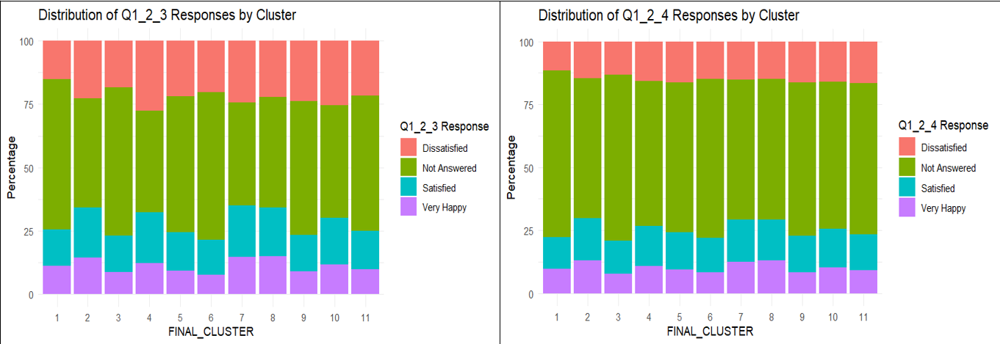 Distribution of Q1_2_3 Responses by Cluster
100
75
50
25
0
Percentage
1 2 3 4 5 6 7 8 9 10 11
FINAL_CLUSTER
Q1_2_3 Response
Dissatisfied
Not Answered
Satisfied
Very Happy
Distribution of Q1_2_4 Responses by Cluster
100
75
50
25
0
Percentage
1 2 3 4 5 6 7 8 9 10 11
FINAL_CLUSTER
Q1_2_4 Response
Dissatisfied
Not Answered
Satisfied
Very Happy